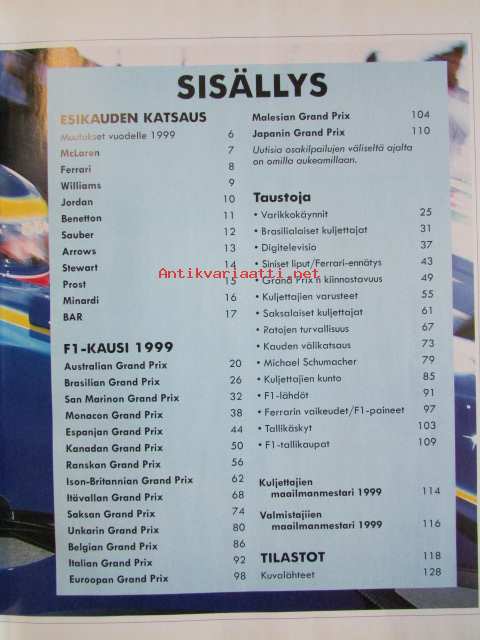 SISÄLLYS
ESIKAUDEN KATSAUS
Muutokset vuodelle 1999 6
McLaren 7
Ferrari 8
Williams 9
Jordan 10
Benetton 11
Sauber 12
Arrows 13
Stewart 14
Prost 15
Minardi 16
BAR 17
F1-KAUSI 1999
Australian Grand Prix 20
Brasilian Grand Prix 26
San Marinon Grand Prix 32
Monacon Grand Prix 38
Espanjan Grand Prix 44
Kanadan Grand Prix 50
Ranskan Grand Prix 56
Ison-Britannian Grand Prix 62
Itävallan Grand Prix 68
Saksan Grand Prix 74
Unkarin Grand Prix 80
Belgian Grand Prix 86
Italian Grand Prix 92
Euroopan Grand Prix 98
Malesian Grand Prix 104
Japanin Grand Prix 110
Uutisia osakilpailujen väliseltä ajalta
on omilla aukeamillaan.
Taustoja
• Varikkokäynnit 25
• Brasilialaiset kuljettajat 31
• Digitelevisio 37
• Siniset liput/Ferrari-ennätys 43
• Grand Prix'n kiinnostavuus 49
• Kuljettajien varusteet 55
• Saksalaiset kuljettajat 61
• Ratojen turvallisuus 67
• Kauden välikatsaus 73
• Michael Schumacher 79
• Kuljettajien kunto 85
• F1-lähdöt 91
• Ferrarin vaikeudet/F1-paineet 97
• Tallikäskyt 103
• F1-tallikaupat 109
Kuljettajien
maailmanmestari 1999 114
Valmistajien
maailmanmestari 1999 116
TILASTOT 118
Kuvalähteet 128
Antikvariaatti.net